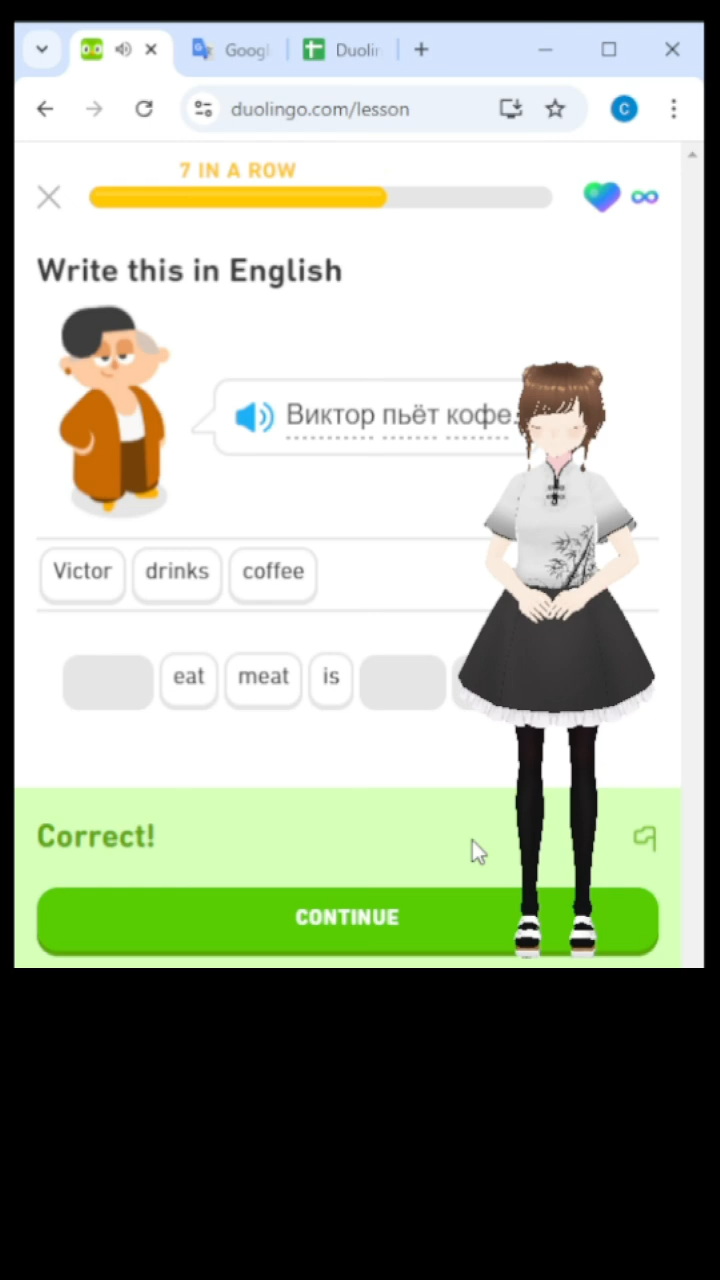 Googl
Duolin
duolingo.com/lesson
C
7 IN A ROW
Write this in English
Виктор пьёт кофе.
Victor drinks coffee
eat meat is
Correct!
CONTINUE